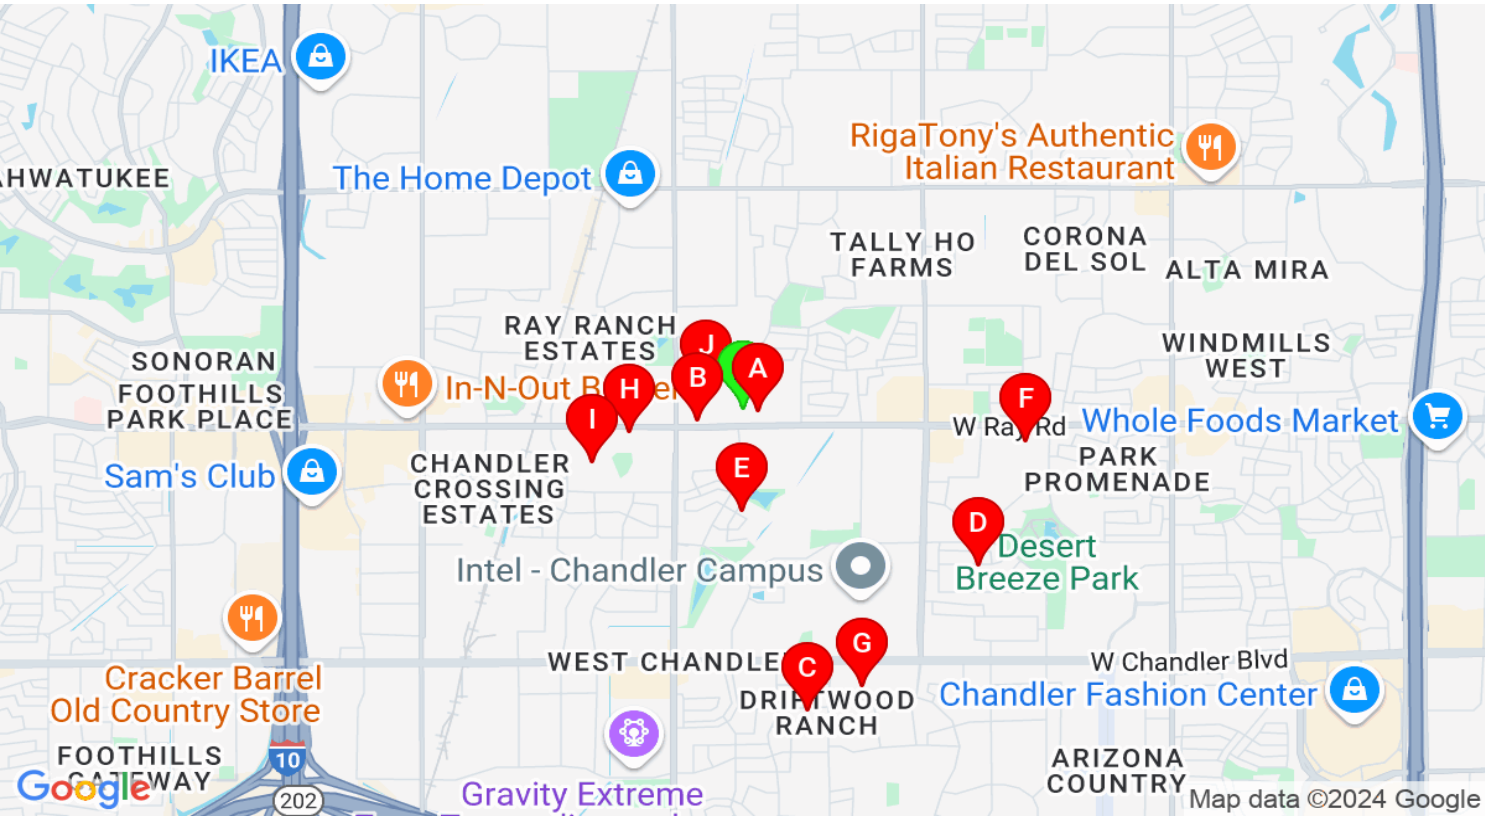 IKEA
RigaTony's Authentic
Italian Restaurant
The Home Depot
AHWATUKEE
TALLY HO
FARMS
CORONA
DEL SOL
ALTA MIRA
RAY RANCH
ESTATES
WINDMILLS
WEST
SONORAN
FOOTHILLS
PARK PLACE
In-N-Out
J
A
B
H
I
F
W Ray Rd
Whole Foods Market
CHANDLER
CROSSING
ESTATES
Sam's Club
E
PARK
PROMENADE
D
Desert
Breeze Park
Intel - Chandler Campus
G
C
WEST CHANDLE
W Chandler Blvd
Cracker Barrel
Old Country Store
DRIFTWOOD
RANCH
Chandler Fashion Center
FOOTHILLS
GATEWAY
10
202
Gravity Extreme
ARIZONA
COUNTRY
Google
Map data ©2024 Google